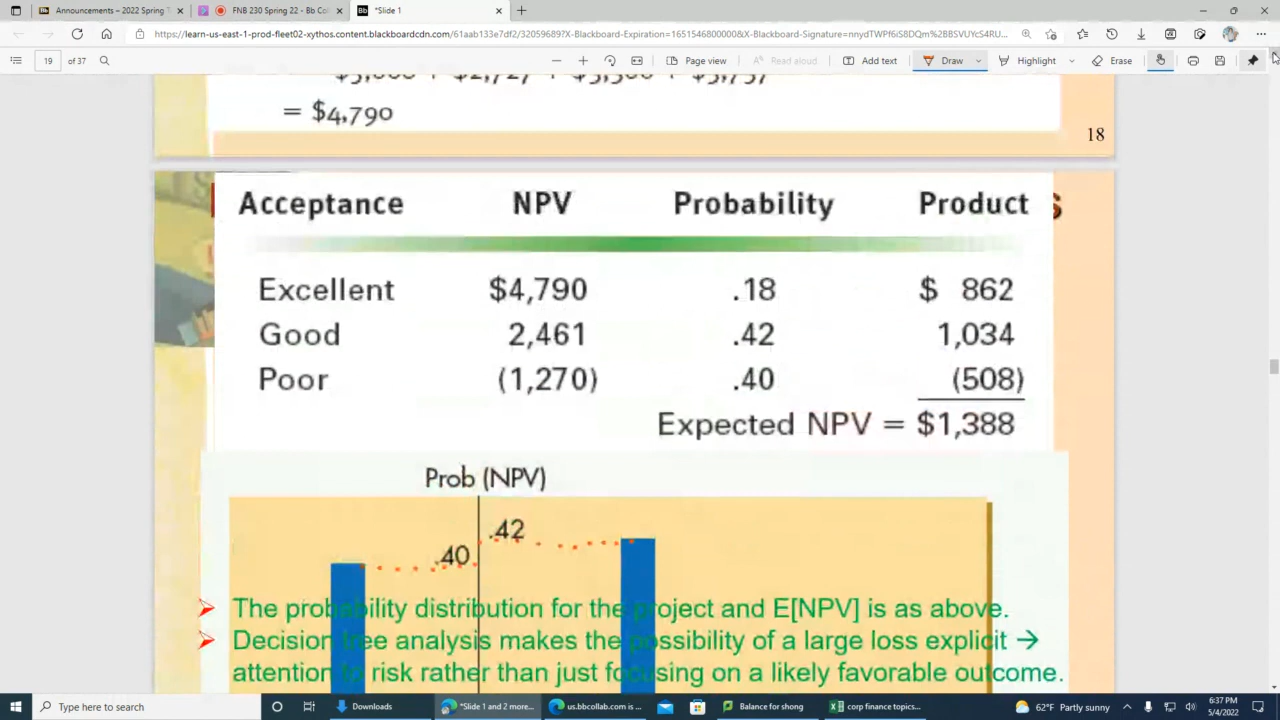 Announcements – 2022 Spring T
FNB 230 Spring 22 - Bb Col
*Slide 1
https://learn-us-east-1-prod-fleet02-xythos.content.blackboardcdn.com/61aab133e7df2/32059689?X-Blackboard-Expiration=1651546800000&X-Blackboard-Signature=nnydTWPf6iS8DQm%2BBSVUYcS4RU...
19 of 37 Page view Read aloud Add text Draw Highlight Erase
= $4,790
18
Acceptance NPV Probability Product
Excellent $4,790 .18 $ 862
Good 2,461 .42 1,034
Poor (1,270) .40 (508)
Expected NPV = $1,388
Prob (NPV)
.42
.40
➢ The probability distribution for the project and E[NPV] is as above.
➢ Decision tree analysis makes the possibility of a large loss explicit →
attention to risk rather than just focusing on a likely favorable outcome.
Type here to search
Downloads
*Slide 1 and 2 more...
us.bbcollab.com is ...
Balance for shong
corp finance topics...
62°F Partly sunny
6:37 PM
5/4/2022